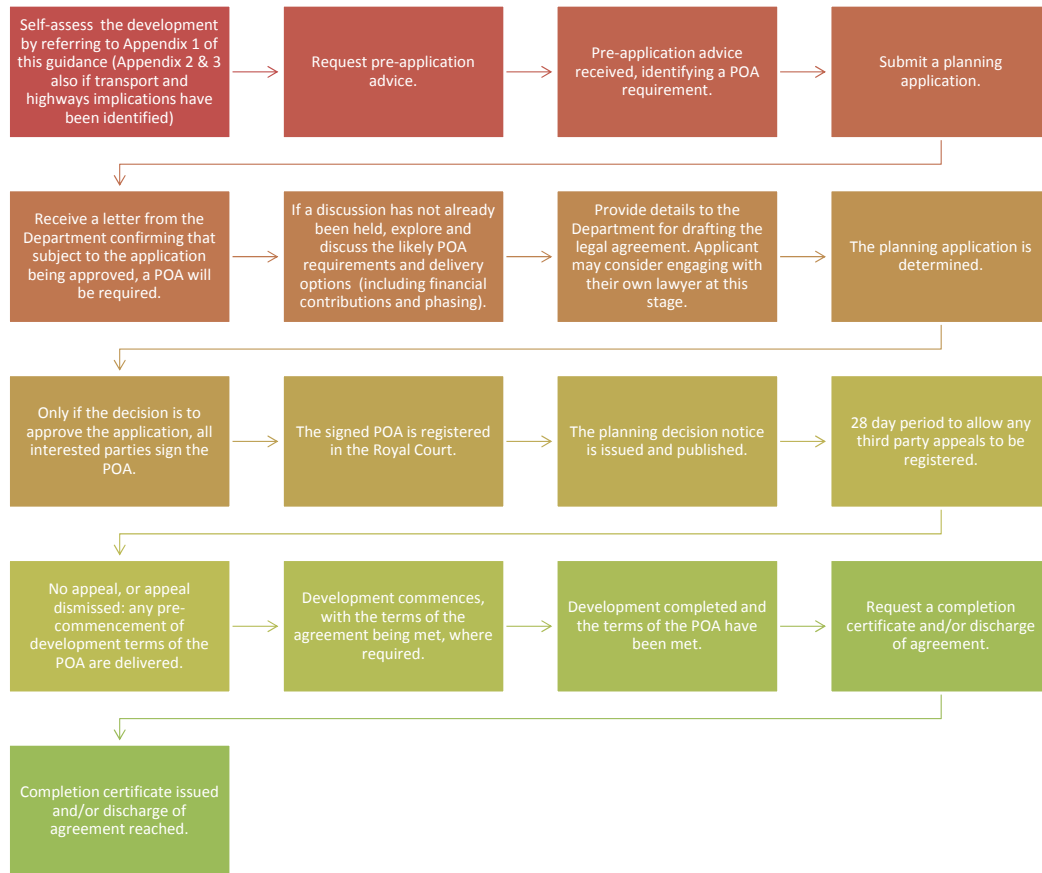 Self-assess the development
by referring to Appendix 1 of
this guidance (Appendix 2 & 3
also if transport and
highways implications have
been identified)
Request pre-application
advice.
Pre-application advice
received, identifying a POA
requirement.
Submit a planning
application.
Receive a letter from the
Department confirming that
subject to the application
being approved, a POA will
be required.
If a discussion has not already
been held, explore and
discuss the likely POA
requirements and delivery
options (including financial
contributions and phasing).
Provide details to the
Department for drafting the
legal agreement. Applicant
may consider engaging with
their own lawyer at this
stage.
The planning application is
determined.
Only if the decision is to
approve the application, all
interested parties sign the
POA.
The signed POA is registered
in the Royal Court.
The planning decision notice
is issued and published.
28 day period to allow any
third party appeals to be
registered.
No appeal, or appeal
dismissed: any pre-
commencement of
development terms of the
POA are delivered.
Development commences,
with the terms of the
agreement being met, where
required.
Development completed and
the terms of the POA have
been met.
Request a completion
certificate and/or discharge
of agreement.
Completion certificate issued
and/or discharge of
agreement reached.